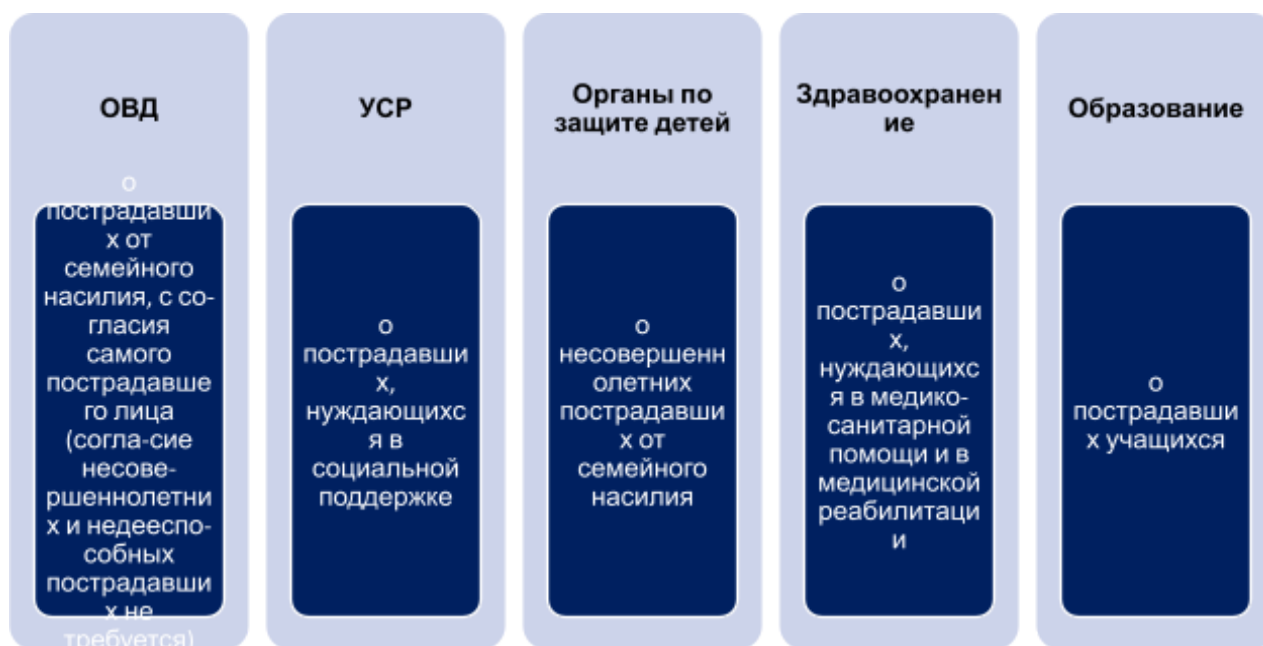 ОВД
о
пострадавши
х от
семейного
насилия, с со-
гласия
самого
пострадавше
го лица
(согла-сие
несове-
ршеннолетни
х и недееспо-
собных
пострадавши
х не
требуется)
УСР
о
пострадавши
х,
нуждающихс
я в
социальной
поддержке
Органы по
защите детей
о
несовершенн
олетних
пострадавши
х от
семейного
насилия
Здравоохранен
ие
о
пострадавши
х,
нуждающихс
я в медико-
санитарной
помощи и в
медицинской
реабилитаци
и
Образование
о
пострадавши
х учащихся